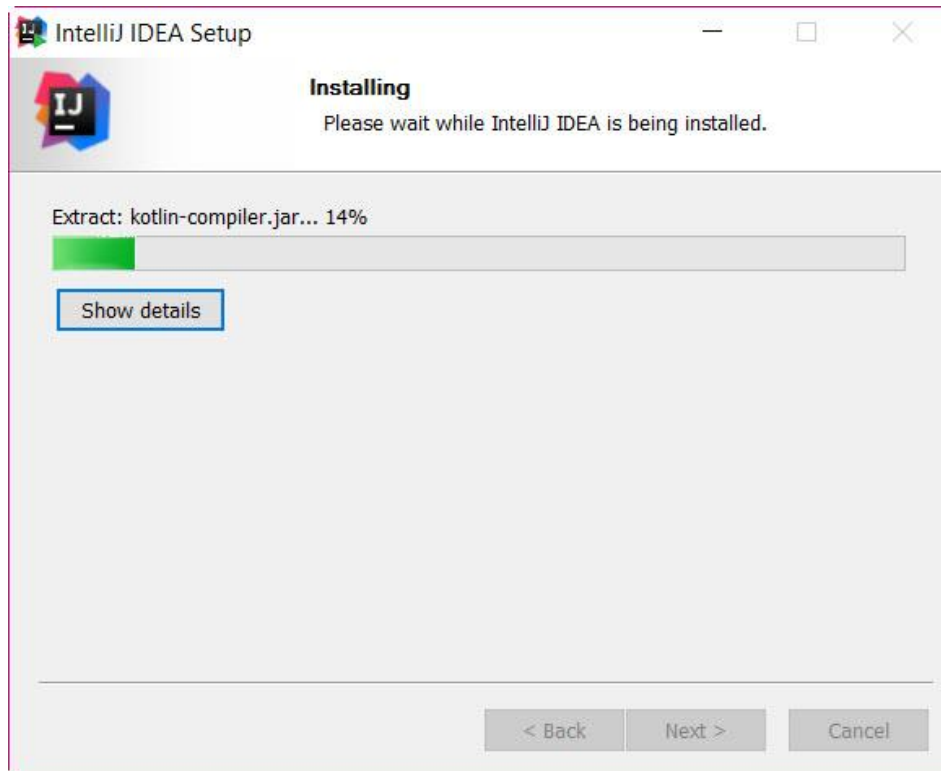 IntelliJ IDEA Setup
IJ
Installing
Please wait while IntelliJ IDEA is being installed.
Extract: kotlin-compiler.jar... 14%
Show details
< Back Next > Cancel